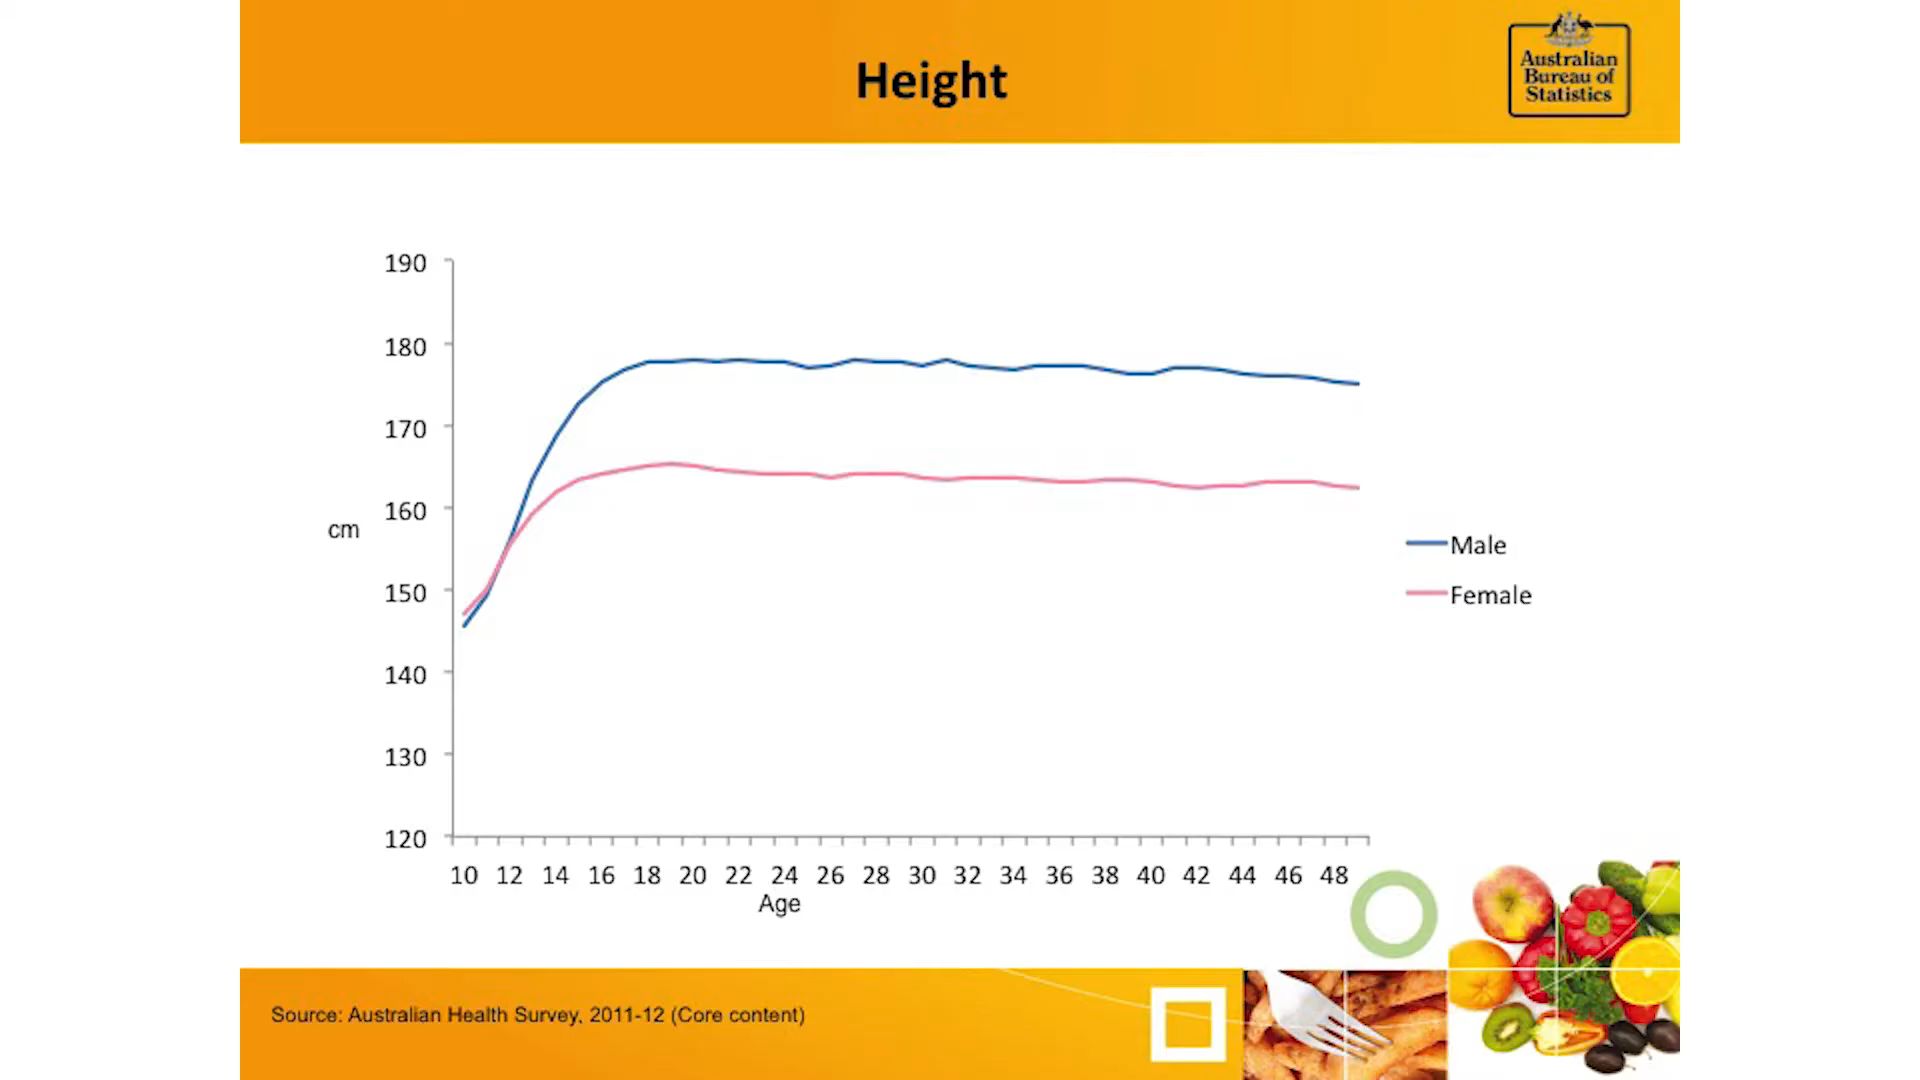 Height
Australian
Bureau of
Statistics
190
180
170
160
150
140
130
120
cm
10 12 14 16 18 20 22 24 26 28 30 32 34 36 38 40 42 44 46 48
Age
Male
Female
Source: Australian Health Survey, 2011-12 (Core content)